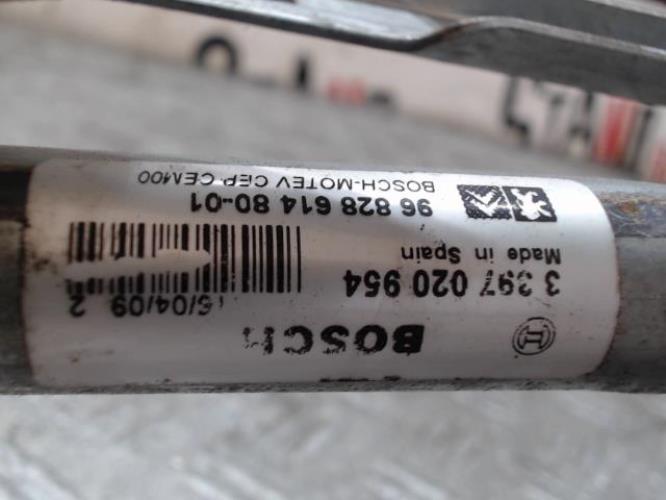 BOSCH
3 397 020 954
Made in Spain
6/04/09 2
96 828 614 80-01
BOSCH-MOTEV CIEP CEM00